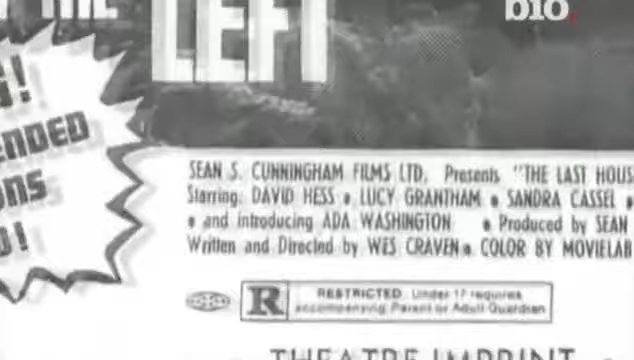 THE
bio.
LEFT
!
ENDED
ONS
!
SEAN S. CUNNINGHAM FILMS LTD. Presents "THE LAST HOUS
Starring: DAVID HESS • LUCY GRANTHAM • SANDRA CASSEL •
• and introducing ADA WASHINGTON • Produced by SEAN
Written and Directed by WES CRAVEN • COLOR BY MOVIELAB
R RESTRICTED Under 17 requires
accompanying Parent or Adult Guardian
THEATRE IMPRINT